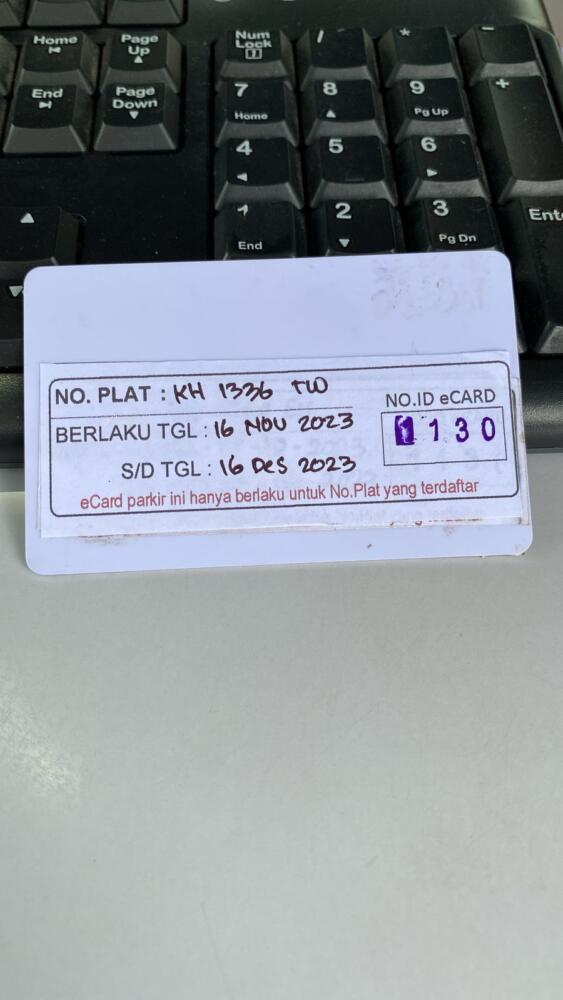 Home
Page Up
Num Lock
/
*
-
End
Page Down
7 Home
8
9 Pg Up
+
4
5
6
1 End
2
3 Pg Dn
Ente
NO. PLAT : KH 1336 TW
NO.ID eCARD
BERLAKU TGL : 16 NOV 2023
1130
S/D TGL : 16 DES 2023
eCard parkir ini hanya berlaku untuk No.Plat yang terdaftar